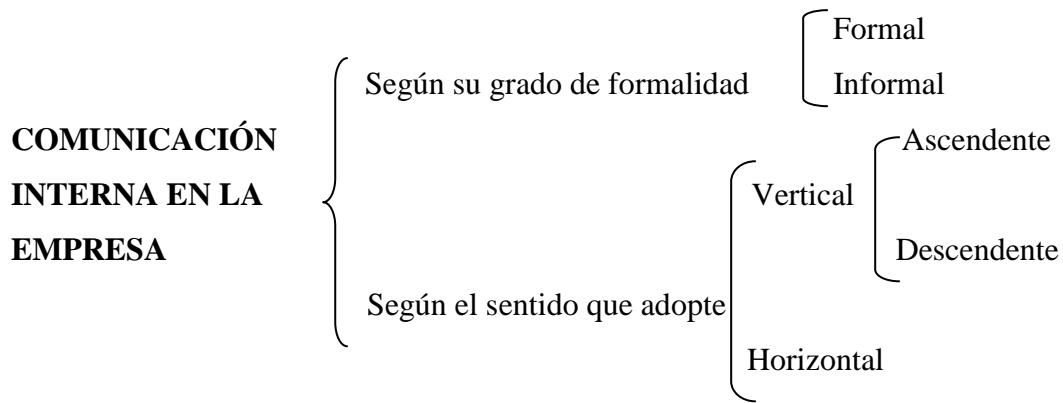 COMUNICACIÓN
INTERNA EN LA
EMPRESA
Según su grado de formalidad
Formal
Informal
Según el sentido que adopte
Vertical
Ascendente
Descendente
Horizontal